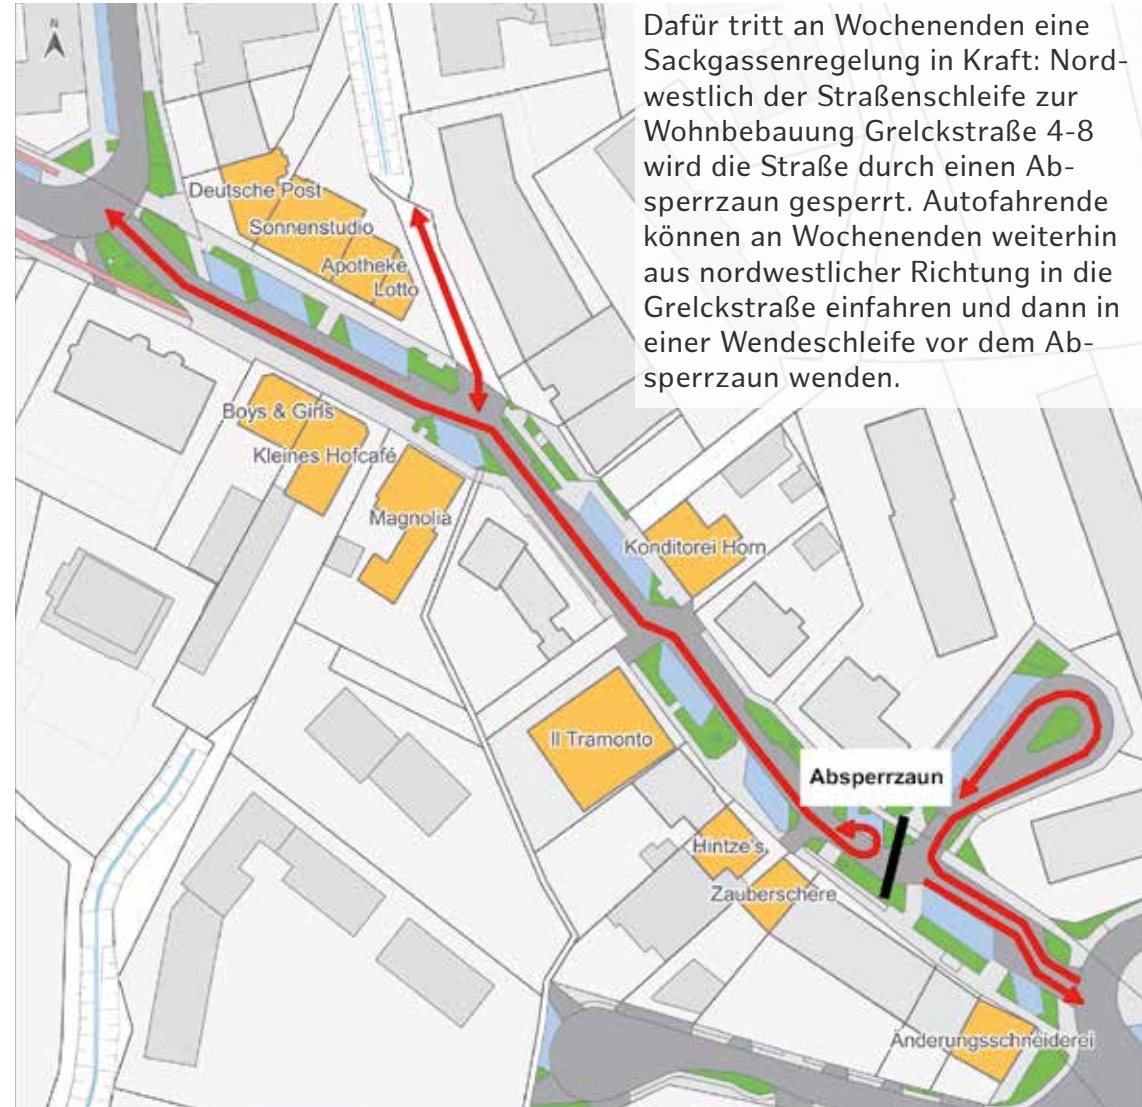 N
Dafür tritt an Wochenenden eine
Sackgassenregelung in Kraft: Nord-
westlich der Straßenschleife zur
Wohnbebauung Grelckstraße 4-8
wird die Straße durch einen Ab-
sperrzaun gesperrt. Autofahrende
können an Wochenenden weiterhin
aus nordwestlicher Richtung in die
Grelckstraße einfahren und dann in
einer Wendeschleife vor dem Ab-
sperrzaun wenden.
Deutsche Post
Sonnenstudio
Apotheke
Lotto
Boys & Girls
Kleines Hofcafé
Magnolia
Konditorei Horn
Il Tramonto
Absperrzaun
Hintze's
Zauberschere
Änderungsschneiderei